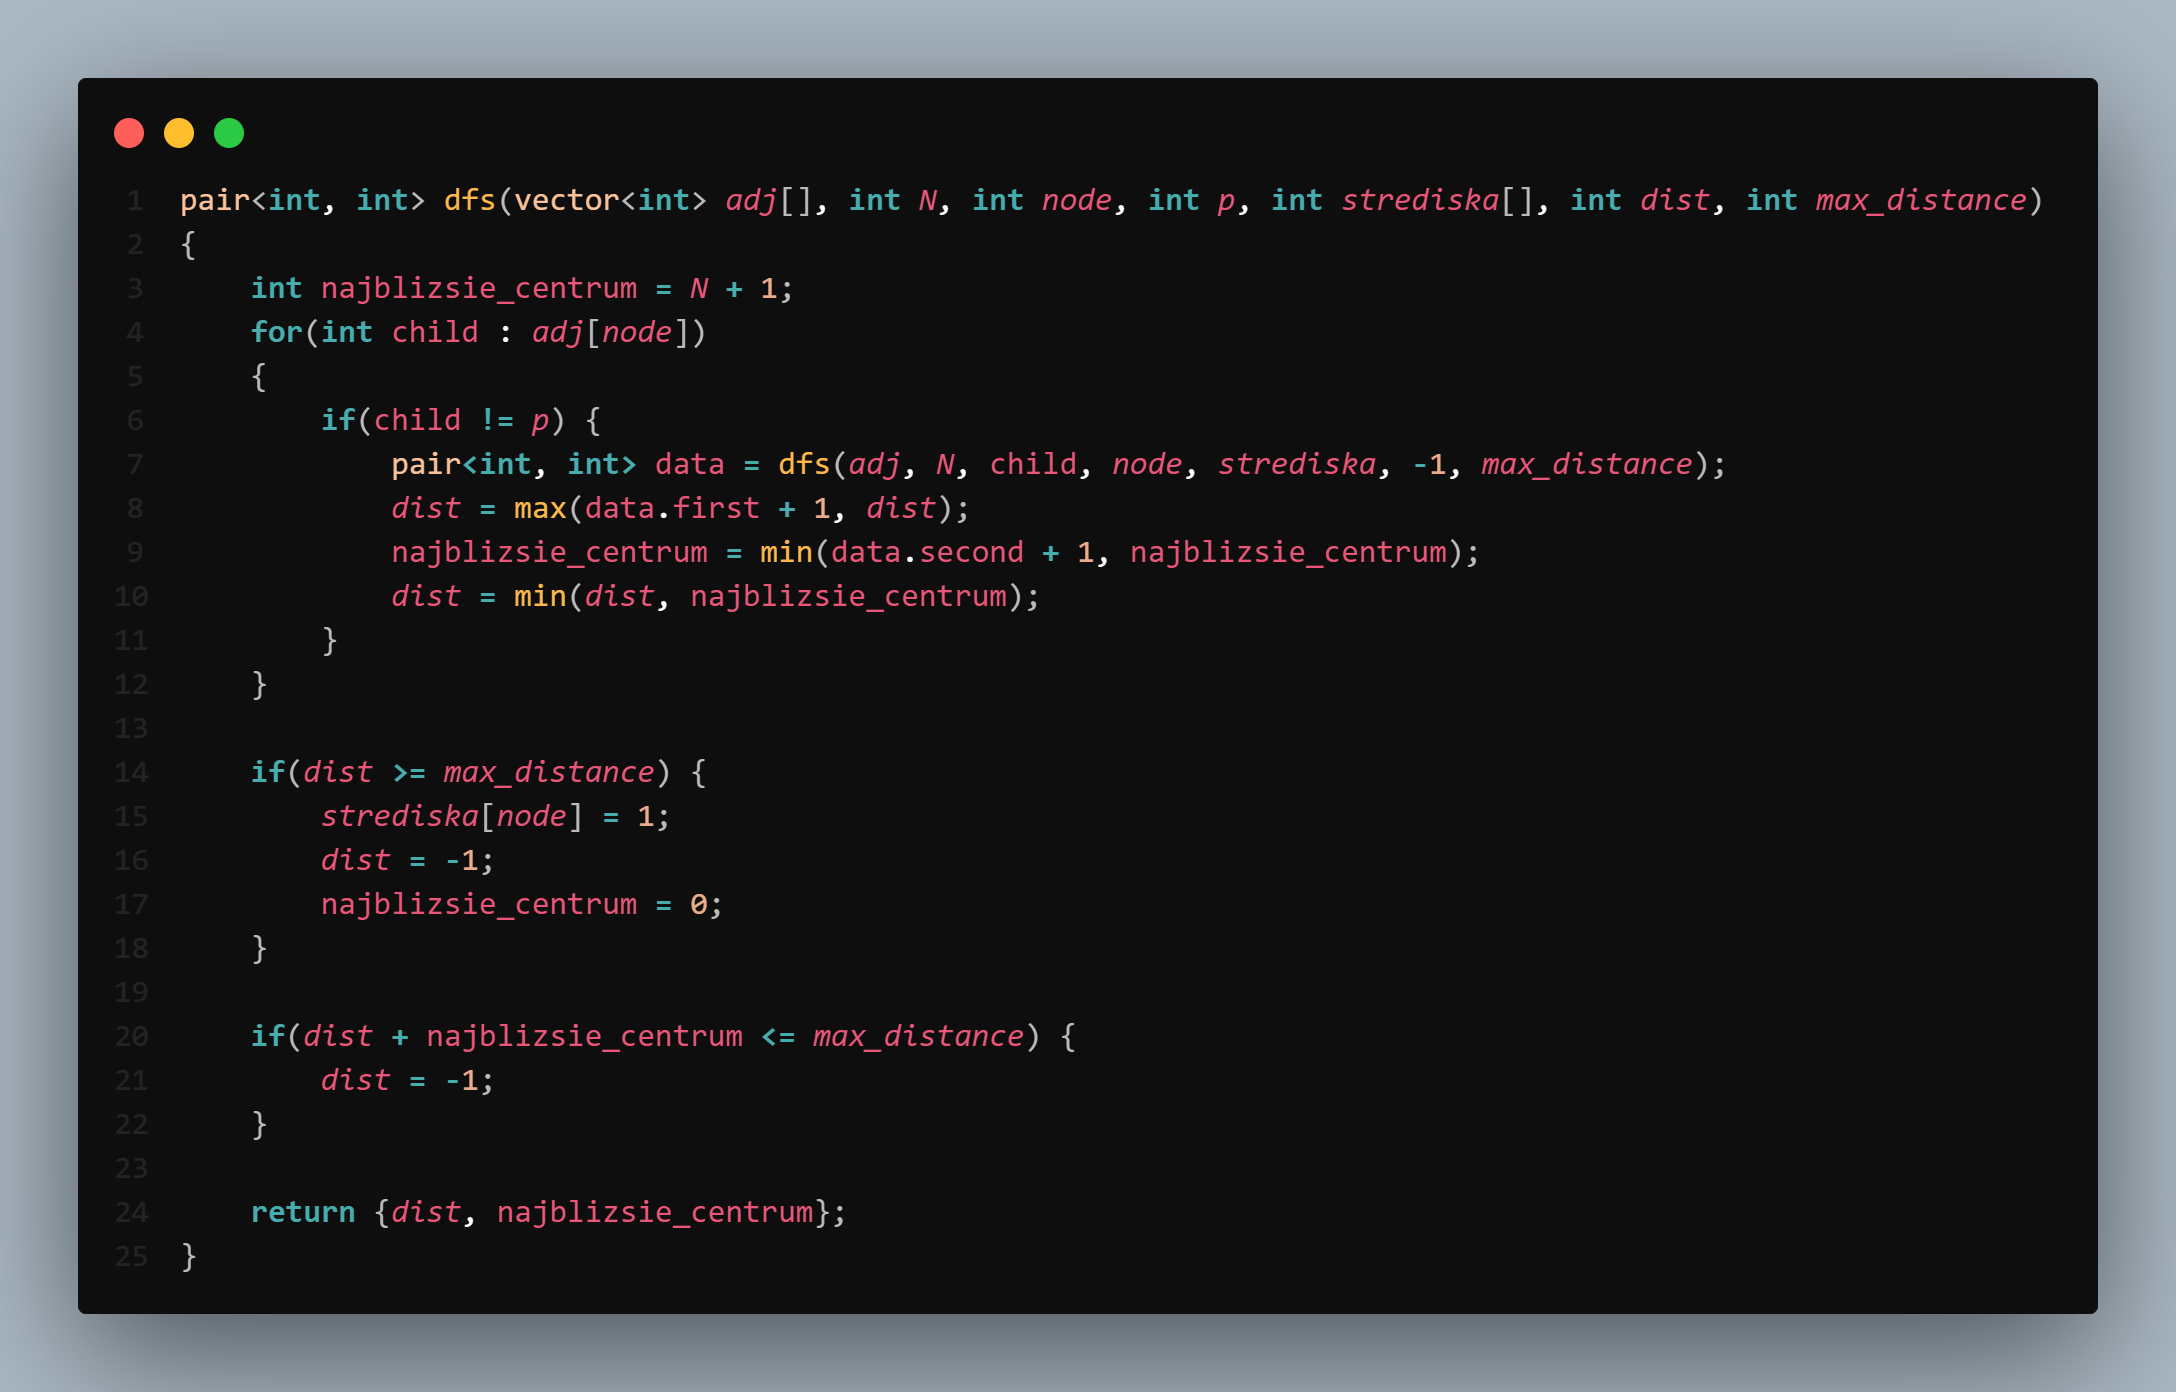 1 pair<int, int> dfs(vector<int> adj[], int N, int node, int p, int strediska[], int dist, int max_distance)
2 {
3     int najblizsie_centrum = N + 1;
4     for(int child : adj[node])
5     {
6         if(child != p) {
7             pair<int, int> data = dfs(adj, N, child, node, strediska, -1, max_distance);
8             dist = max(data.first + 1, dist);
9             najblizsie_centrum = min(data.second + 1, najblizsie_centrum);
10             dist = min(dist, najblizsie_centrum);
11         }
12     }
13
14     if(dist >= max_distance) {
15         strediska[node] = 1;
16         dist = -1;
17         najblizsie_centrum = 0;
18     }
19
20     if(dist + najblizsie_centrum <= max_distance) {
21         dist = -1;
22     }
23
24     return {dist, najblizsie_centrum};
25 }